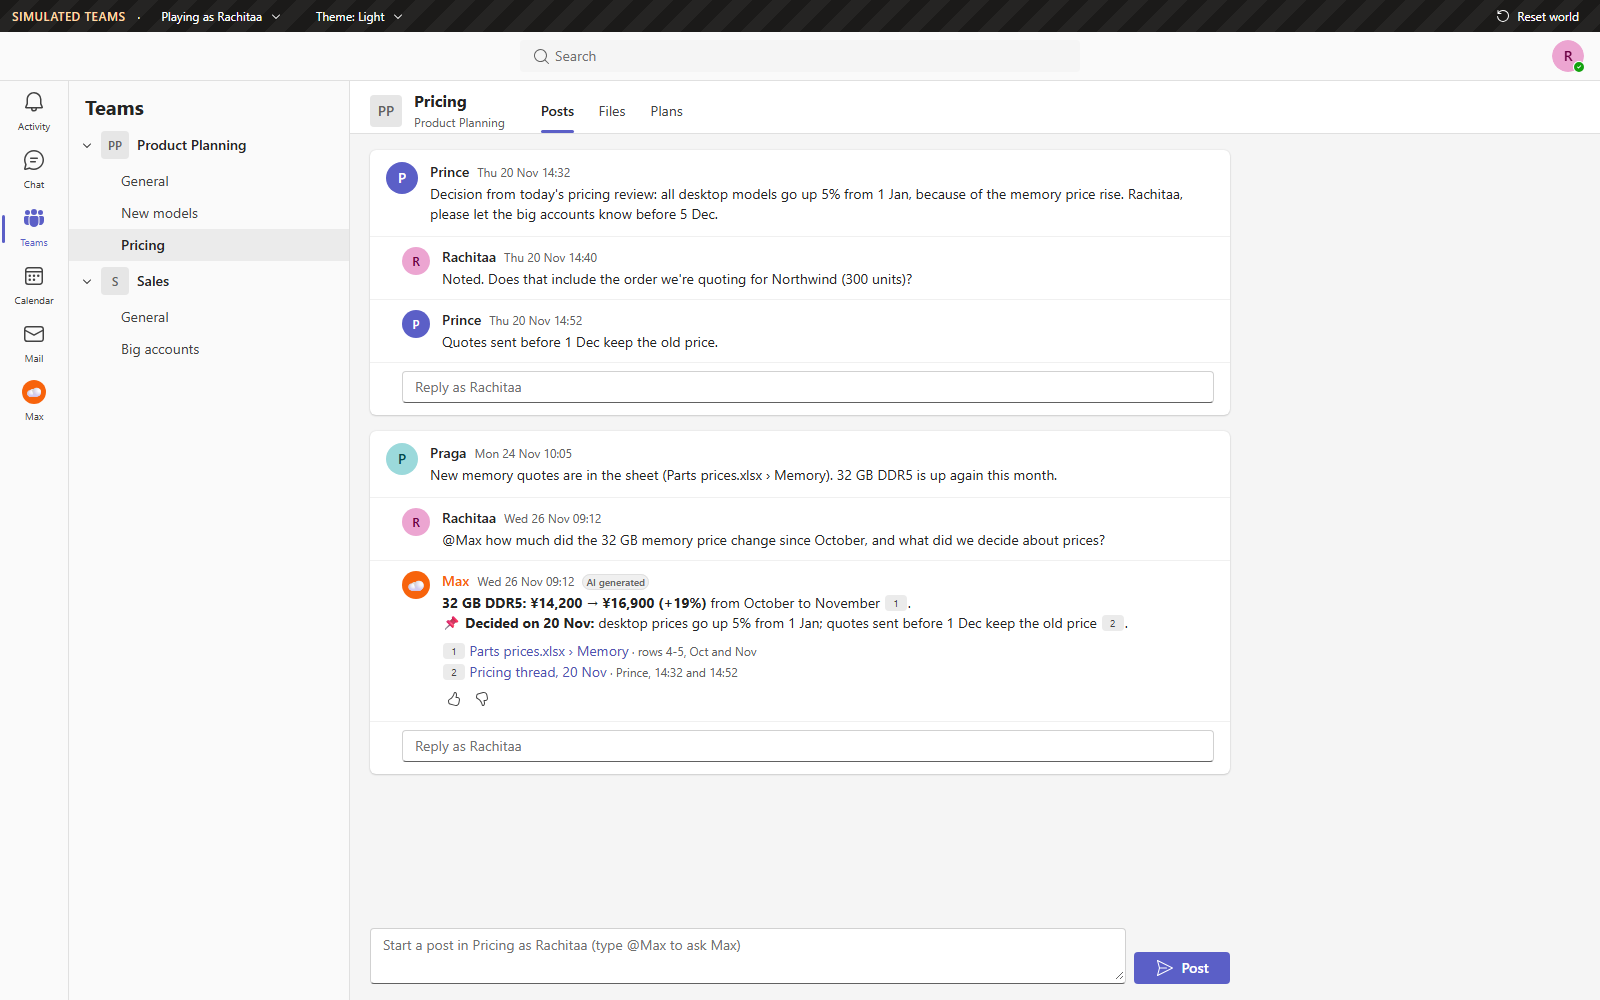 SIMULATED TEAMS · Playing as Rachitaa Theme: Light Reset world
Search
R
Activity
Chat
Teams
Calendar
Mail
Max
Teams
PP Product Planning
General
New models
Pricing
S Sales
General
Big accounts
PP Pricing
Product Planning
Posts Files Plans
P Prince Thu 20 Nov 14:32
Decision from today's pricing review: all desktop models go up 5% from 1 Jan, because of the memory price rise. Rachitaa,
please let the big accounts know before 5 Dec.
R Rachitaa Thu 20 Nov 14:40
Noted. Does that include the order we're quoting for Northwind (300 units)?
P Prince Thu 20 Nov 14:52
Quotes sent before 1 Dec keep the old price.
Reply as Rachitaa
P Praga Mon 24 Nov 10:05
New memory quotes are in the sheet (Parts prices.xlsx › Memory). 32 GB DDR5 is up again this month.
R Rachitaa Wed 26 Nov 09:12
@Max how much did the 32 GB memory price change since October, and what did we decide about prices?
Max Wed 26 Nov 09:12 AI generated
32 GB DDR5: ¥14,200 → ¥16,900 (+19%) from October to November 1 .
📌 Decided on 20 Nov: desktop prices go up 5% from 1 Jan; quotes sent before 1 Dec keep the old price 2 .
1 Parts prices.xlsx › Memory · rows 4-5, Oct and Nov
2 Pricing thread, 20 Nov · Prince, 14:32 and 14:52
Reply as Rachitaa
Start a post in Pricing as Rachitaa (type @Max to ask Max)
Post